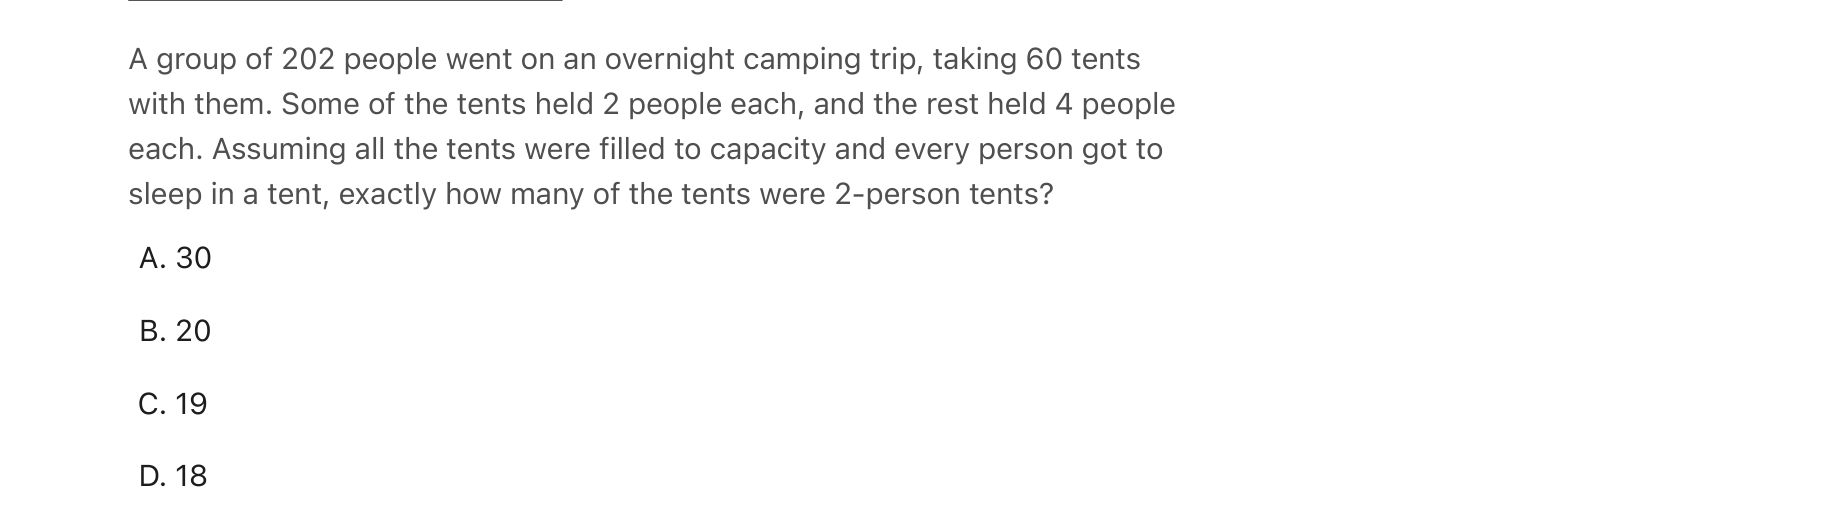 A group of 202 people went on an overnight camping trip, taking 60 tents
with them. Some of the tents held 2 people each, and the rest held 4 people
each. Assuming all the tents were filled to capacity and every person got to
sleep in a tent, exactly how many of the tents were 2-person tents?
A. 30
B. 20
C. 19
D. 18